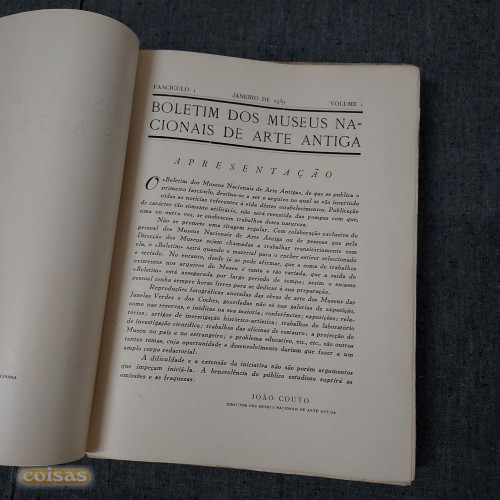 FASCÍCULO 1 JANEIRO DE 1939 VOLUME 1
BOLETIM DOS MUSEUS NA-
CIONAIS DE ARTE ANTIGA
APRESENTAÇÃO
O «Boletim dos Museus Nacionais de Arte Antiga», de que se publica o
primeiro fascículo, destina-se a ser o arquivo no qual se vão inserindo
tôdas as notícias referentes à vida dêstes estabelecimentos. Publicação
de carácter tão sòmente utilitário, não será revestida das pompas com que,
uma ou outra vez, se enobrecem trabalhos desta natureza.
Não se promete uma tiragem regular. Com colaboração exclusiva do
pessoal dos Museus Nacionais de Arte Antiga ou de pessoas que pela
Direcção dos Museus sejam chamadas a trabalhar transitòriamente com
ela, o «Boletim» sairá quando o material para o encher estiver seleccionado
e seriado. No entanto, desde já se pode afirmar, que a soma de trabalhos
existentes nos arquivos do Museu é tanta e tão variada, que a saída do
«Boletim» está assegurada por largo período de tempo; assim o escasso
pessoal tenha sempre horas livres para se dedicar à sua preparação.
Reproduções fotográficas anotadas das obras de arte dos Museus das
Janelas Verdes e dos Coches, guardadas não só nas galerias de exposição,
como nas reservas, e inéditas na sua maioria; conferências; exposições; rela-
tórios; artigos de investigação histórico-artística; trabalhos do laboratório
de investigação científica; trabalhos das oficinas de restauro; a projecção do
Museu no país e no estrangeiro; o problema educativo, etc., etc., são outros
tantos temas, cuja oportunidade e desenvolvimento dariam que fazer a um
amplo corpo redactorial.
A dificuldade e a extensão da iniciativa não são porém argumentos
que impeçam iniciá-la. A benevolência do público estudioso suprirá as
omissões e as fraquezas.
JOÃO COUTO
DIRECTOR DOS MUSEUS NACIONAIS DE ARTE ANTIGA
coisas